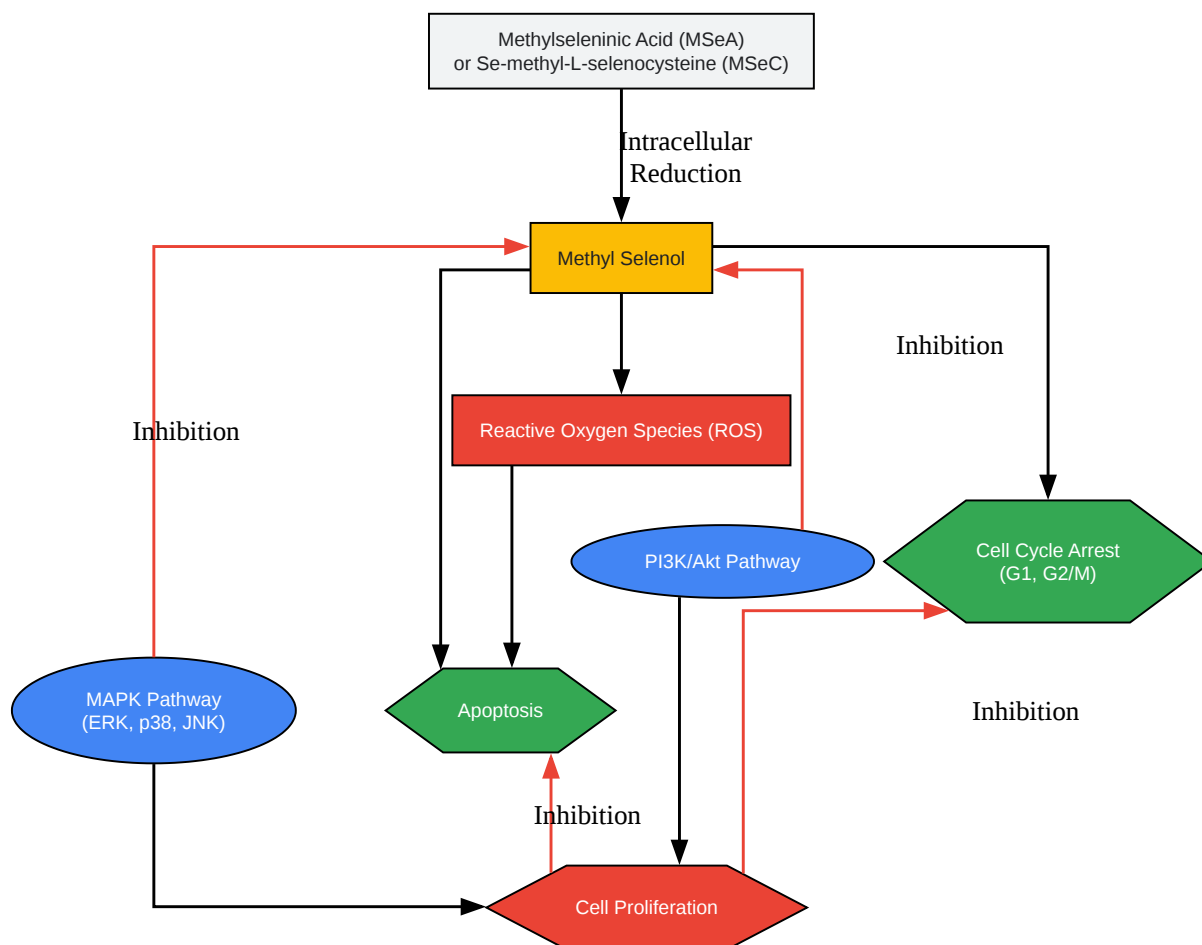 Methylseleninic Acid (MSeA)
or Se-methyl-L-selenocysteine (MSeC)
Intracellular
Reduction
Methyl Selenol
Inhibition
Inhibition
Reactive Oxygen Species (ROS)
PI3K/Akt Pathway
Cell Cycle Arrest
(G1, G2/M)
MAPK Pathway
(ERK, p38, JNK)
Apoptosis
Inhibition
Inhibition
Cell Proliferation